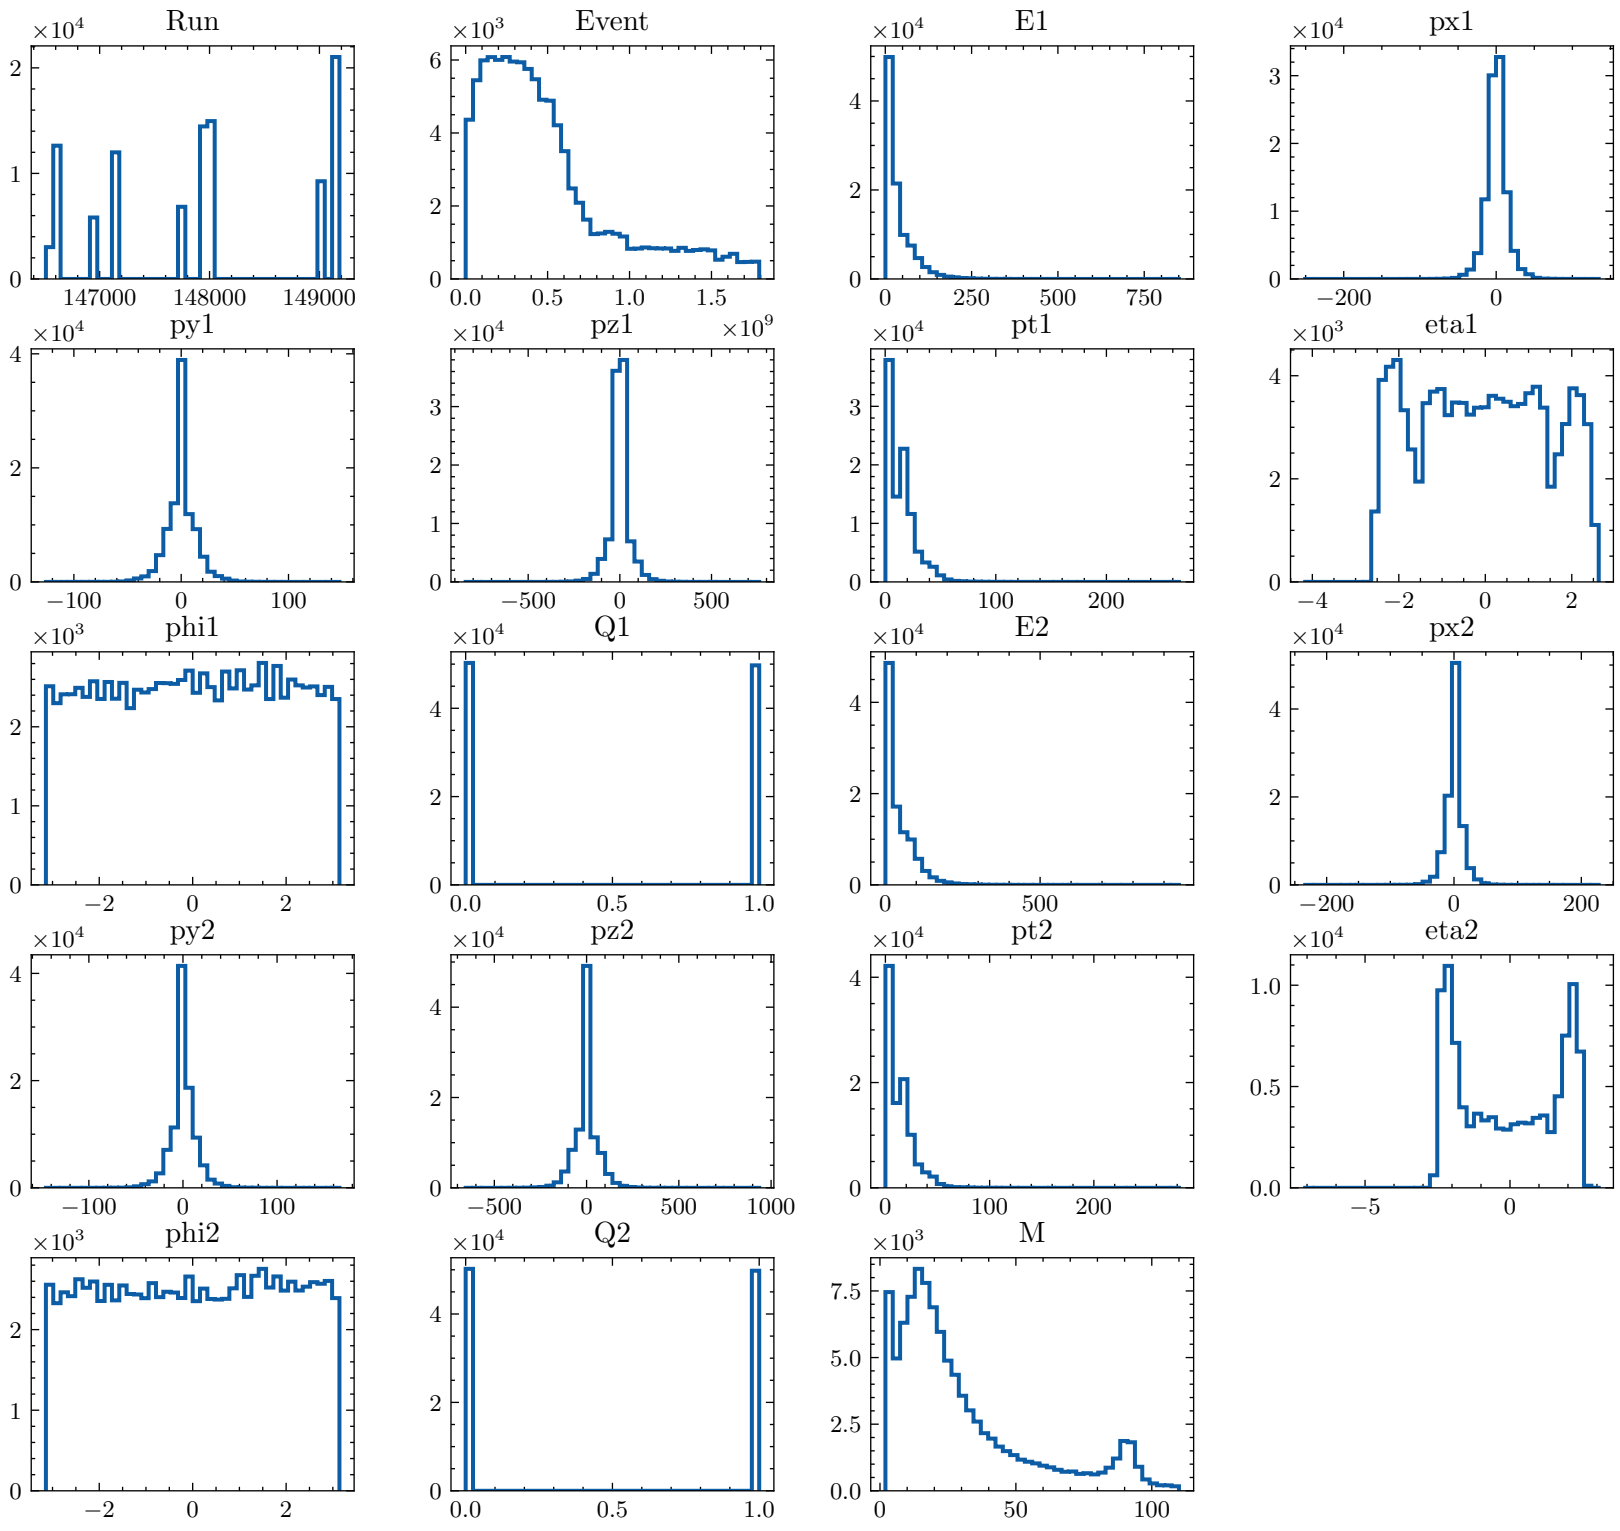 Run Event E1 px1
×10⁴ ×10³ ×10⁴ ×10⁴
2 1 0
147000 148000 149000
6 4 2 0
0.0 0.5 1.0 1.5
×10⁹
4 2 0
0 250 500 750
3 2 1 0
−200 0
py1 pz1 pt1 eta1
×10⁴ ×10⁴ ×10⁴ ×10³
4 2 0
−100 0 100
3 2 1 0
−500 0 500
3 2 1 0
0 100 200
4 2 0
−4 −2 0 2
phi1 Q1 E2 px2
×10³ ×10⁴ ×10⁴ ×10⁴
2 1 0
−2 0 2
4 2 0
0.0 0.5 1.0
4 2 0
0 500
4 2 0
−200 0 200
py2 pz2 pt2 eta2
×10⁴ ×10⁴ ×10⁴ ×10⁴
4 2 0
−100 0 100
4 2 0
−500 0 500 1000
4 2 0
0 100 200
1.0 0.5 0.0
−5 0
phi2 Q2 M
×10³ ×10⁴ ×10³
2 1 0
−2 0 2
4 2 0
0.0 0.5 1.0
7.5 5.0 2.5 0.0
0 50 100